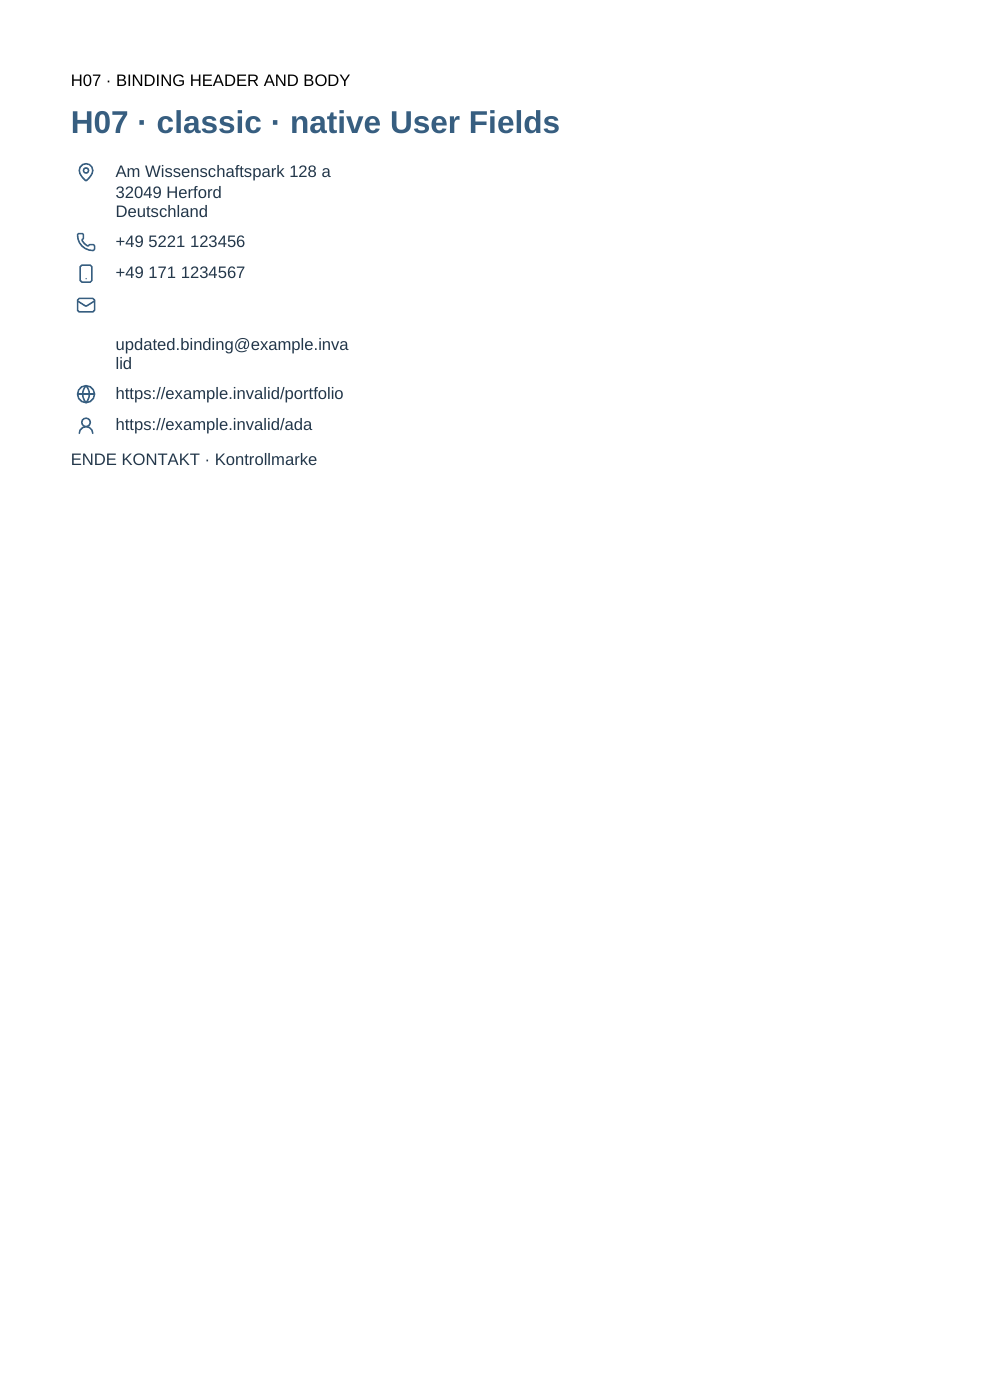 H07 · BINDING HEADER AND BODY
H07 · classic · native User Fields
Am Wissenschaftspark 128 a
32049 Herford
Deutschland
+49 5221 123456
+49 171 1234567
updated.binding@example.inva
lid
https://example.invalid/portfolio
https://example.invalid/ada
ENDE KONTAKT · Kontrollmarke